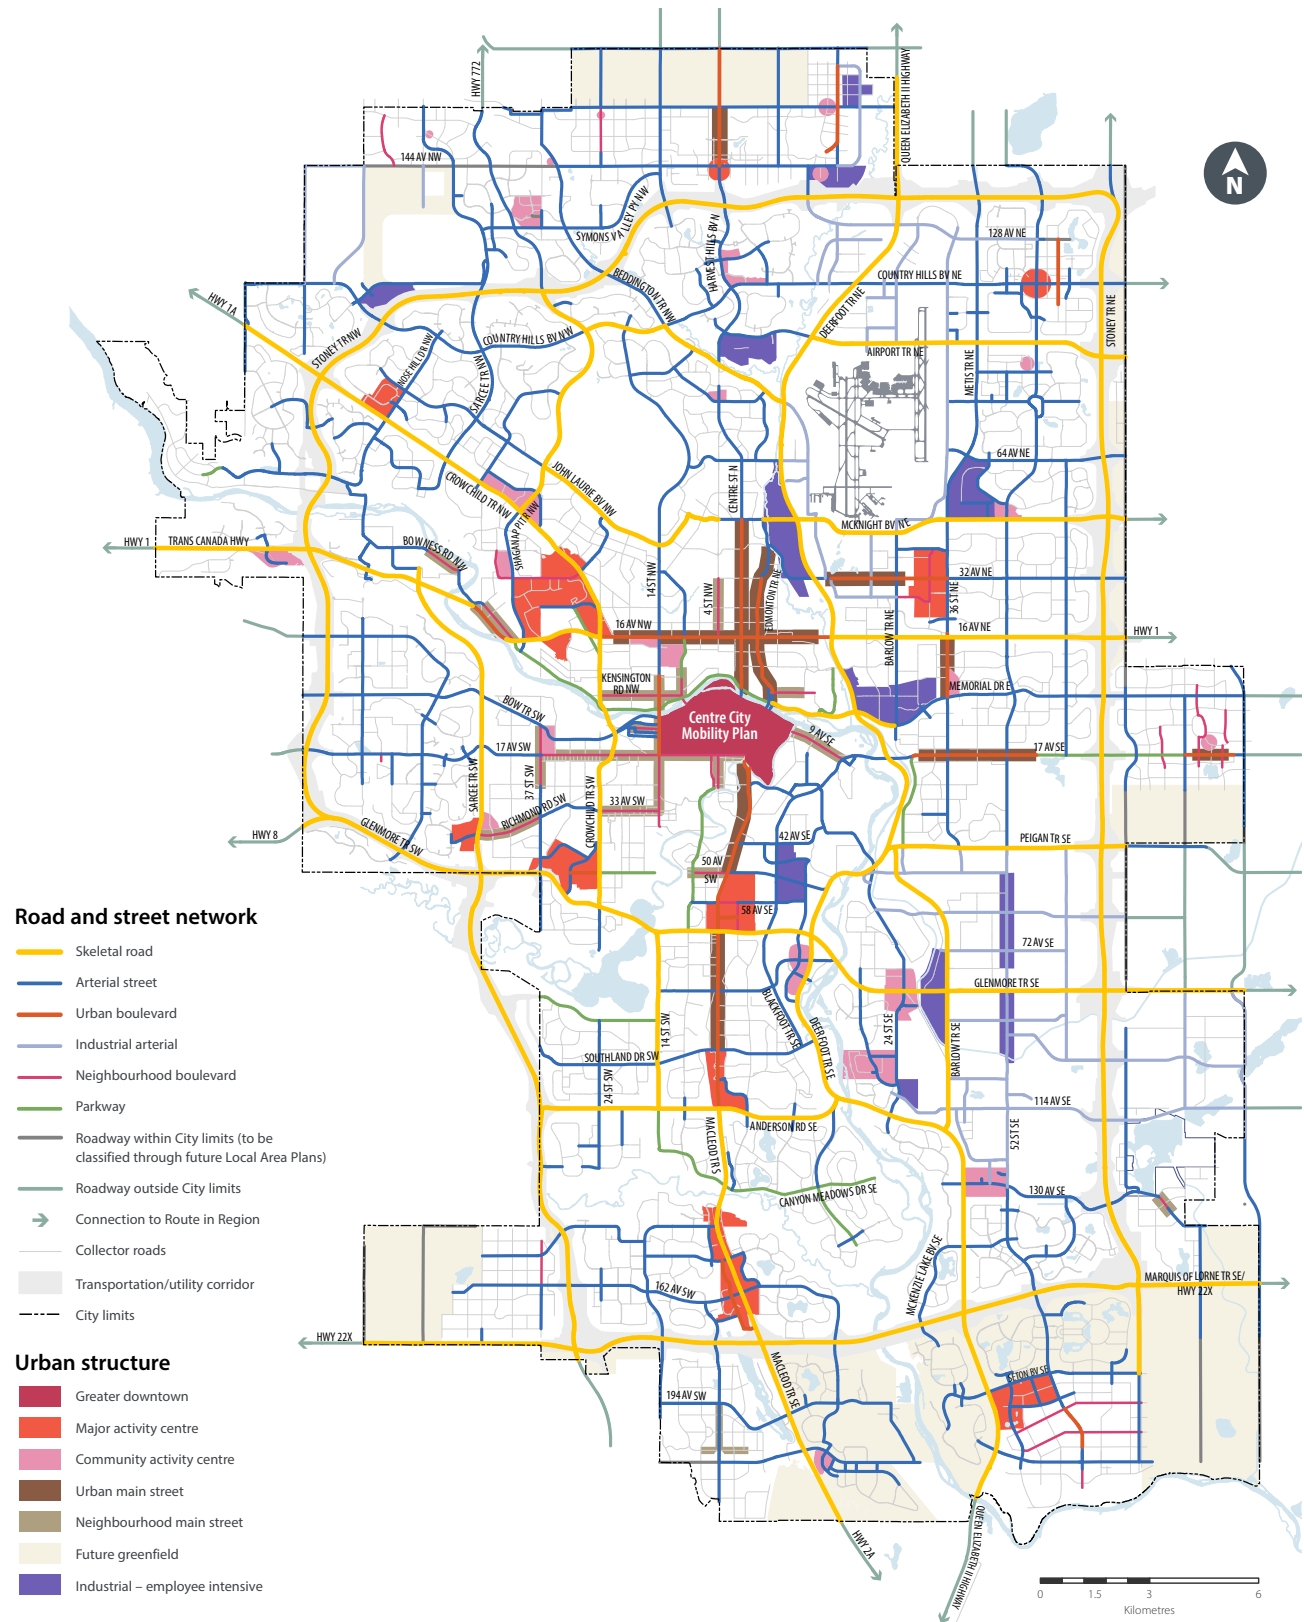 HWY 772
QUEEN ELIZABETH II HIGHWAY
144 AV NW
N
SYMONS VALLEY PY NW
HARVEST HILLS BV N
128 AV NE
BEDDINGTON TR NW
COUNTRY HILLS BV NE
HWY 1A
DEERFOOT TR NE
STONEY TR NE
STONEY TR NW
COUNTRY HILLS BV NW
NOSE HILL DR NW
AIRPORT TR NE
METIS TR NE
SARCEE TR NW
64 AV NE
JOHN LAURIE BV NW
CENTRE ST N
CROWCHILD TR NW
SHAGANAPPI TR NW
MCKNIGHT BV NE
HWY 1
TRANS CANADA HWY
BOWNESS RD NW
14 ST NW
4 ST NW
EDMONTON TR NE
32 AV NE
36 ST NE
16 AV NW
BARLOW TR NE
16 AV NE
HWY 1
KENSINGTON
RD NW
MEMORIAL DR E
BOW TR SW
Centre City
Mobility Plan
9 AV SE
17 AV SW
17 AV SE
SARCEE TR SW
37 ST SW
RICHMOND RD SW
CROWCHILD TR SW
33 AV SW
HWY 8
GLENMORE TR SW
42 AV SE
PEIGAN TR SE
50 AV
SW
58 AV SE
72 AV SE
GLENMORE TR SE
BLACKFOOT TR SE
DEERFOOT TR SE
24 ST SE
14 ST SW
BARLOW TR SE
SOUTHLAND DR SW
24 ST SW
114 AV SE
ANDERSON RD SE
MACLEOD TR S
52 ST SE
CANYON MEADOWS DR SE
130 AV SE
MCKENZIE LAKE BV SE
MARQUIS OF LORNE TR SE/
HWY 22X
162 AV SW
HWY 22X
MACLEOD TR SE
SETON BV SE
194 AV SW
HWY 2A
QUEEN ELIZABETH II HIGHWAY
HIGHWAY
Road and street network
Skeletal road
Arterial street
Urban boulevard
Industrial arterial
Neighbourhood boulevard
Parkway
Roadway within City limits (to be
classified through future Local Area Plans)
Roadway outside City limits
Connection to Route in Region
Collector roads
Transportation/utility corridor
City limits
Urban structure
Greater downtown
Major activity centre
Community activity centre
Urban main street
Neighbourhood main street
Future greenfield
Industrial – employee intensive
0 1.5 3 6
Kilometres